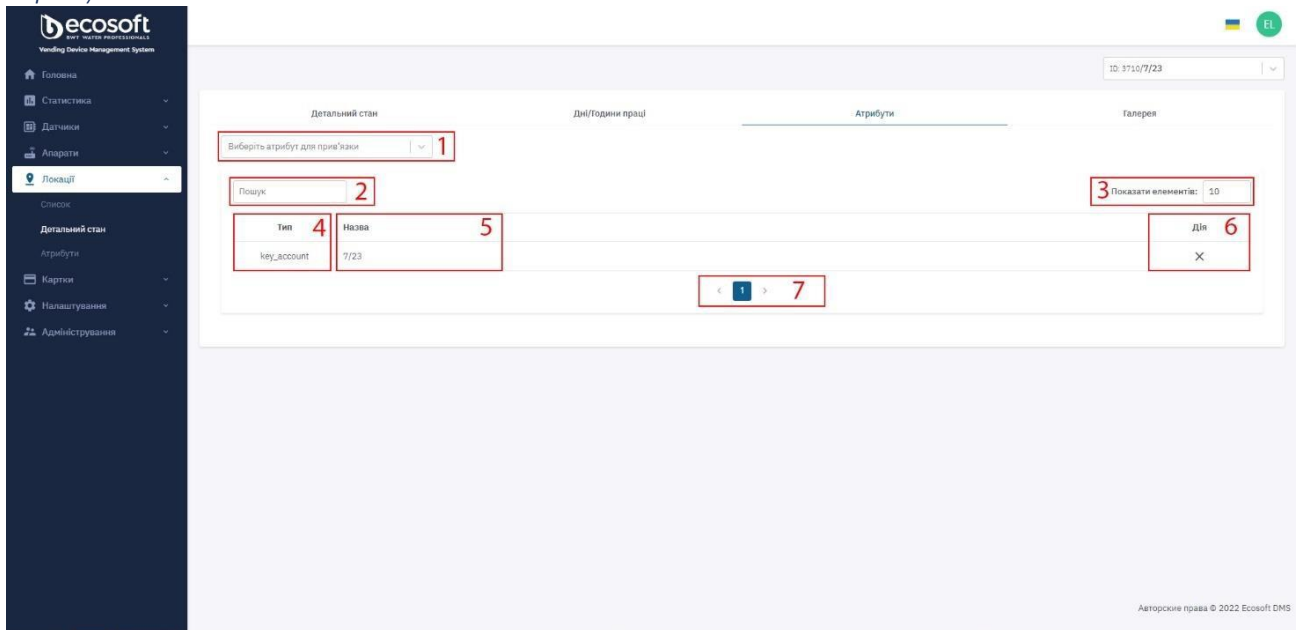 ecosoft
BWT WATER PROFESSIONALS
Vending Device Management System
EL
Головна
ID: 3710/7/23
Статистика
Детальний стан
Дні/Години праці
Атрибути
Галерея
Датчики
Виберіть атрибут для прив'язки
1
Апарати
Локації
Пошук
2
3
Показати елементів: 10
Список
Детальний стан
Тип
4
Назва
5
Дія
6
Атрибути
key_account
7/23
Картки
< 1 >
7
Налаштування
Адміністрування
Авторские права © 2022 Ecosoft DMS